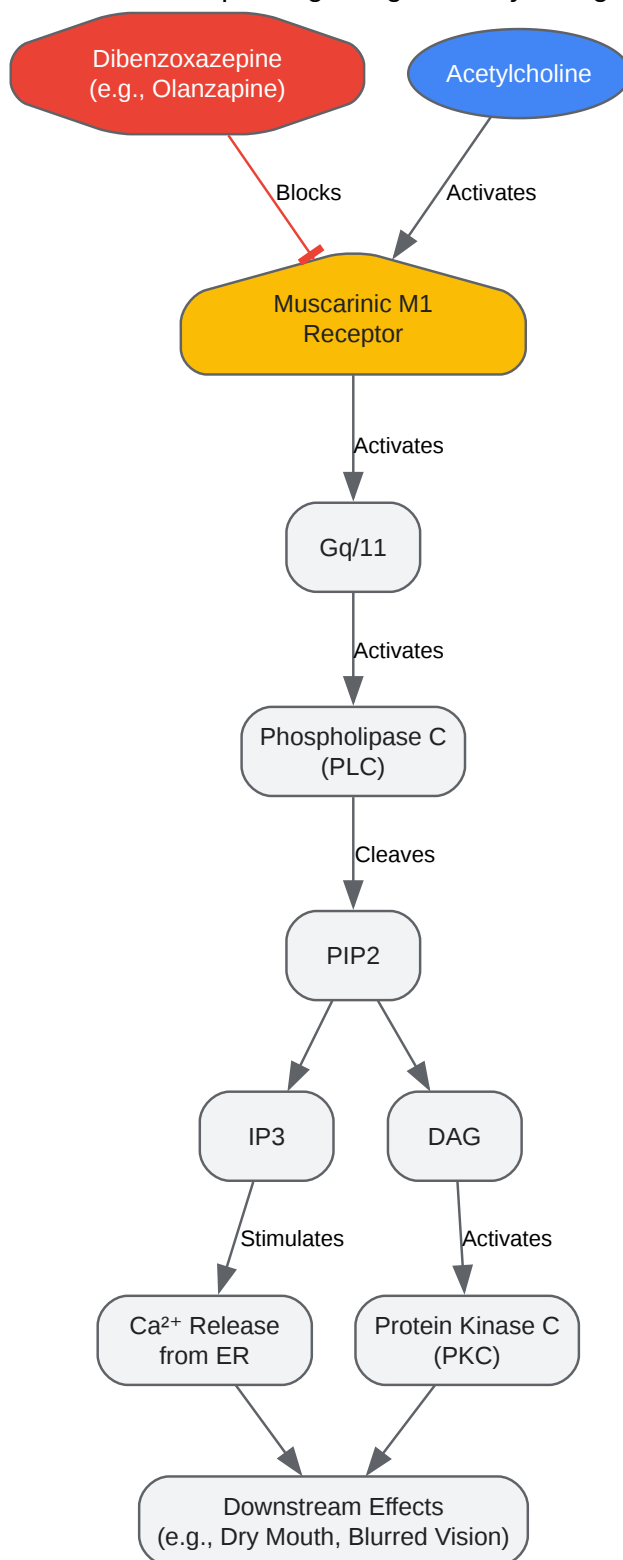 Dibenzoxazepine
(e.g., Olanzapine)
Acetylcholine
Blocks
Activates
Muscarinic M1
Receptor
Activates
Gq/11
Activates
Phospholipase C
(PLC)
Cleaves
PIP2
IP3
DAG
Stimulates
Activates
Ca²⁺ Release
from ER
Protein Kinase C
(PKC)
Downstream Effects
(e.g., Dry Mouth, Blurred Vision)